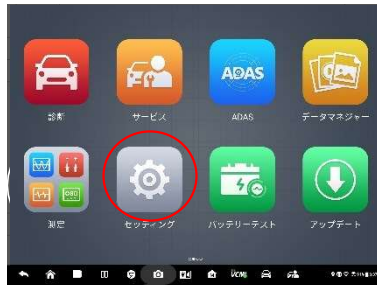 ADAS
診断
サービス
ADAS
データマネジャー
OBD
測定
セッティング
バッテリーテスト
アップデート
VCMI